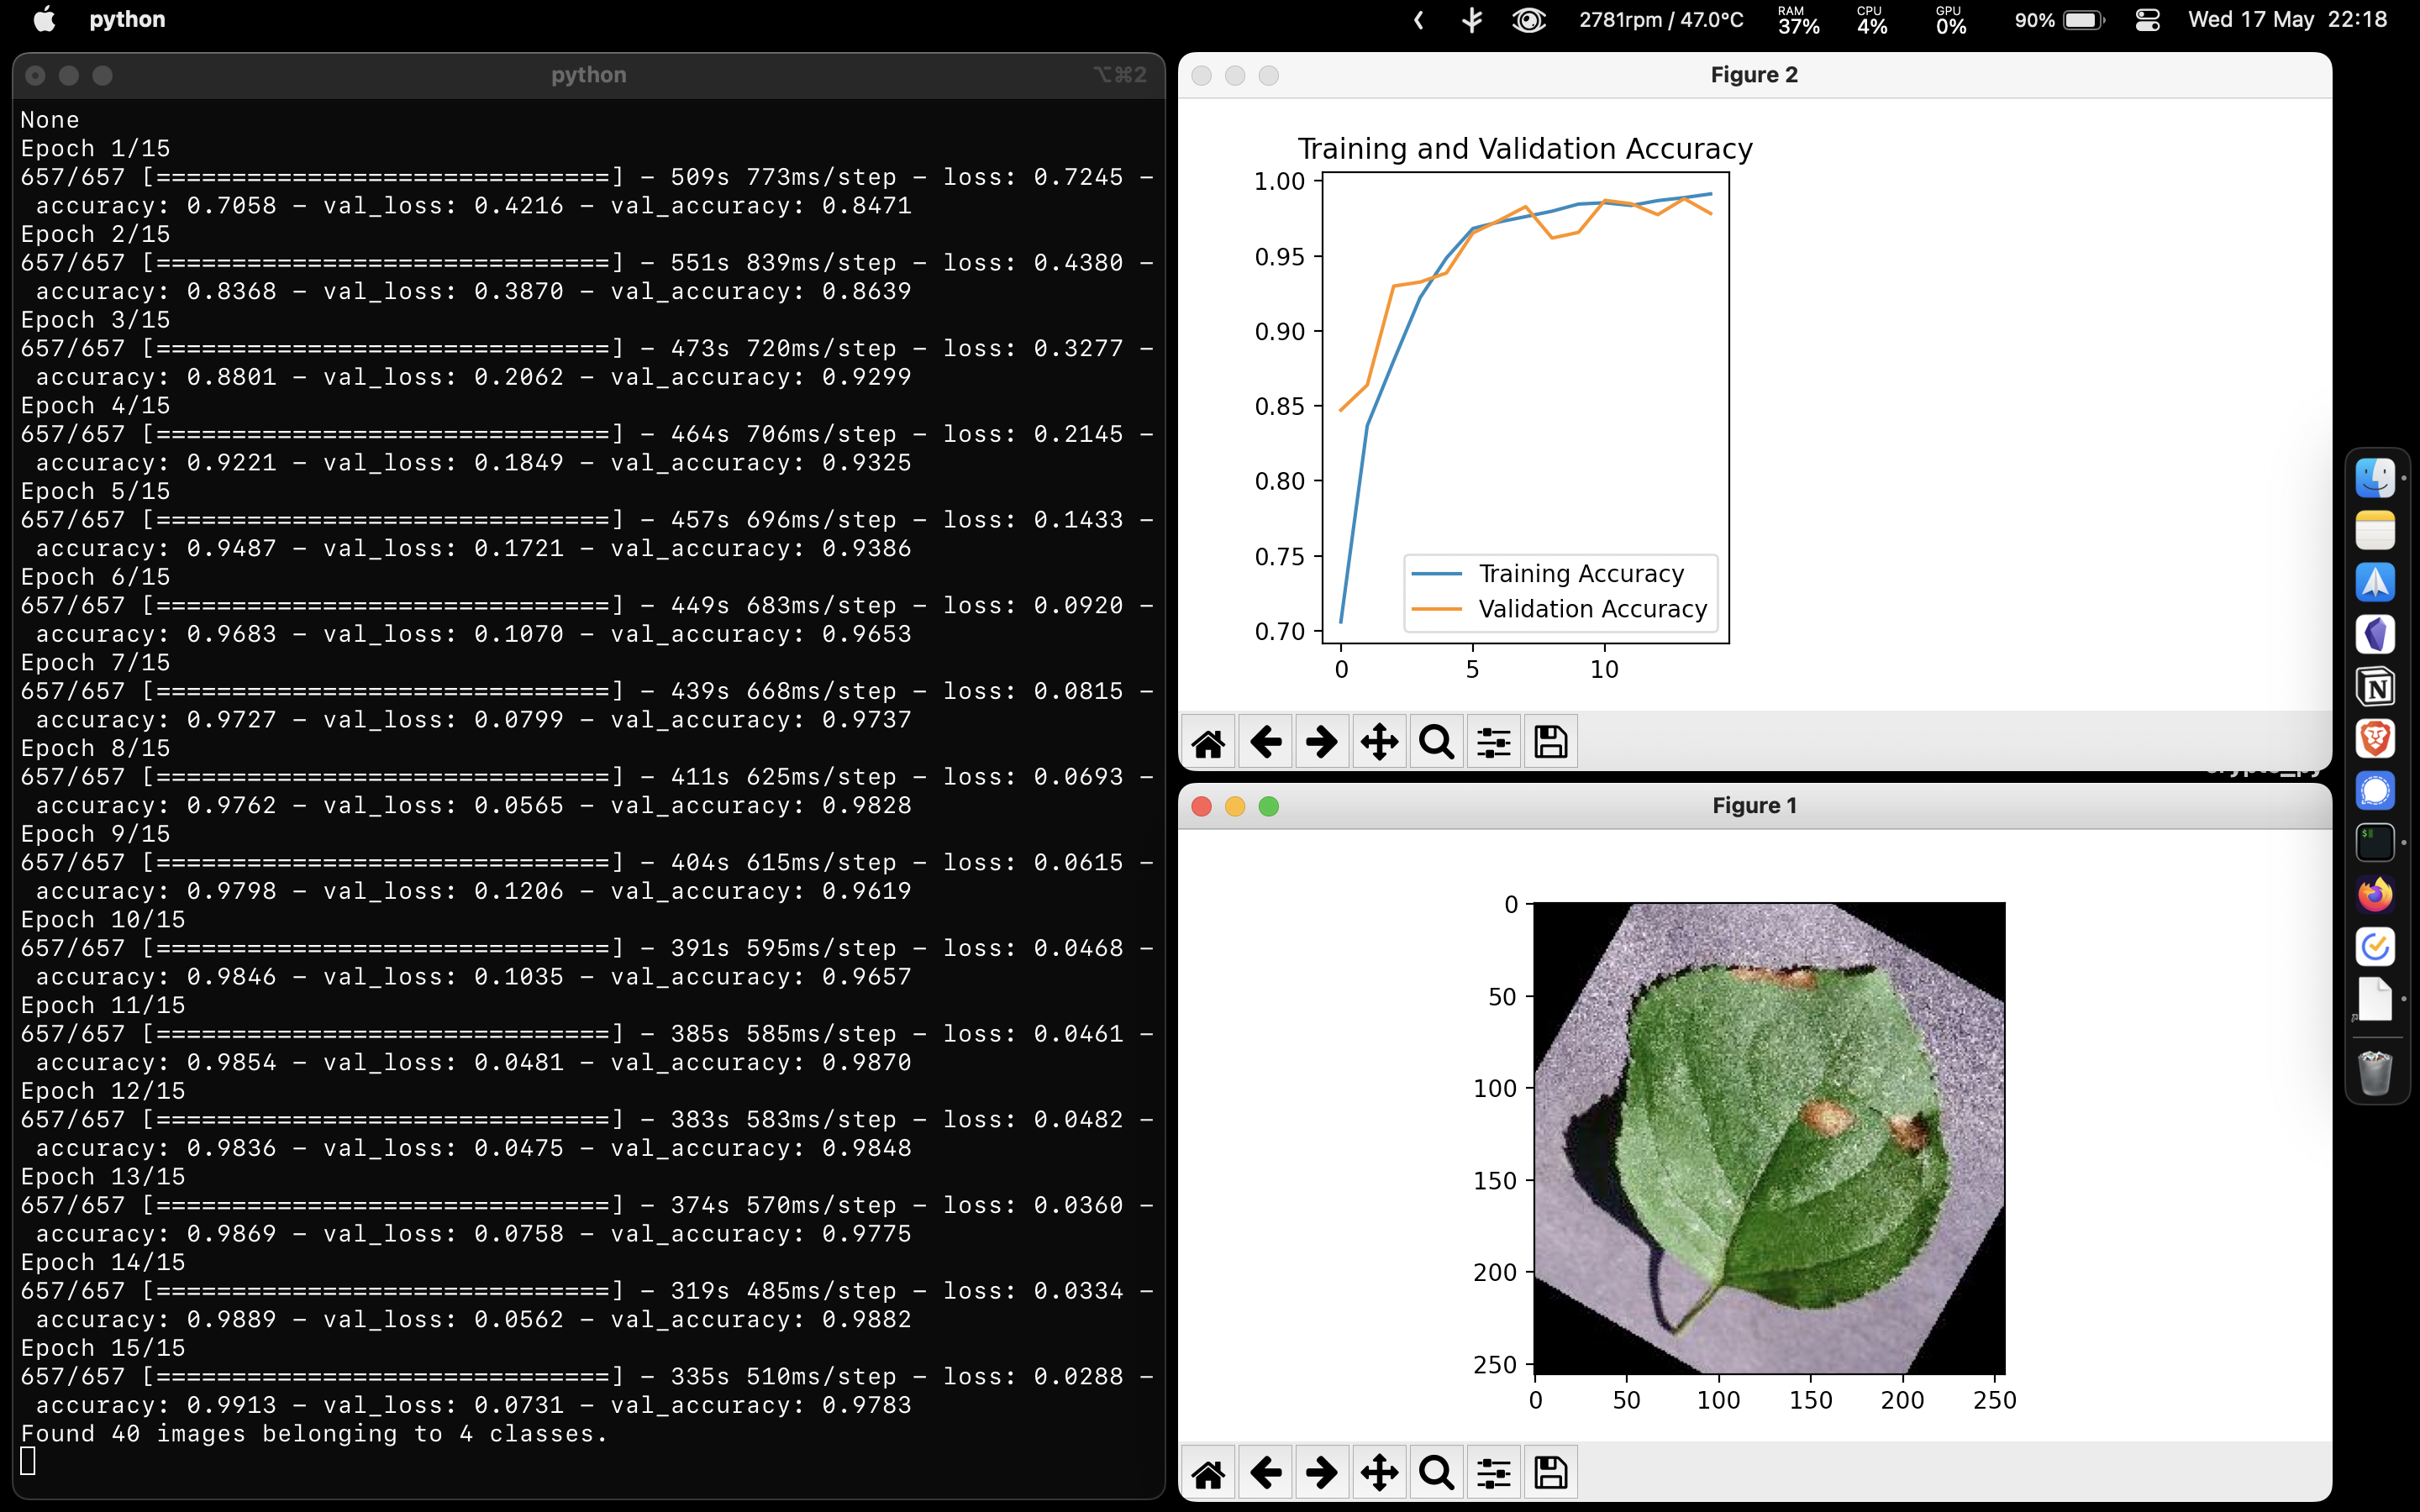 python
2781rpm / 47.0°C
RAM
37%
CPU
4%
GPU
0%
90%
Wed 17 May 22:18
python
⌥⌘2
None
Epoch 1/15
657/657 [==============================] - 509s 773ms/step - loss: 0.7245 -
accuracy: 0.7058 - val_loss: 0.4216 - val_accuracy: 0.8471
Epoch 2/15
657/657 [==============================] - 551s 839ms/step - loss: 0.4380 -
accuracy: 0.8368 - val_loss: 0.3870 - val_accuracy: 0.8639
Epoch 3/15
657/657 [==============================] - 473s 720ms/step - loss: 0.3277 -
accuracy: 0.8801 - val_loss: 0.2062 - val_accuracy: 0.9299
Epoch 4/15
657/657 [==============================] - 464s 706ms/step - loss: 0.2145 -
accuracy: 0.9221 - val_loss: 0.1849 - val_accuracy: 0.9325
Epoch 5/15
657/657 [==============================] - 457s 696ms/step - loss: 0.1433 -
accuracy: 0.9487 - val_loss: 0.1721 - val_accuracy: 0.9386
Epoch 6/15
657/657 [==============================] - 449s 683ms/step - loss: 0.0920 -
accuracy: 0.9683 - val_loss: 0.1070 - val_accuracy: 0.9653
Epoch 7/15
657/657 [==============================] - 439s 668ms/step - loss: 0.0815 -
accuracy: 0.9727 - val_loss: 0.0799 - val_accuracy: 0.9737
Epoch 8/15
657/657 [==============================] - 411s 625ms/step - loss: 0.0693 -
accuracy: 0.9762 - val_loss: 0.0565 - val_accuracy: 0.9828
Epoch 9/15
657/657 [==============================] - 404s 615ms/step - loss: 0.0615 -
accuracy: 0.9798 - val_loss: 0.1206 - val_accuracy: 0.9619
Epoch 10/15
657/657 [==============================] - 391s 595ms/step - loss: 0.0468 -
accuracy: 0.9846 - val_loss: 0.1035 - val_accuracy: 0.9657
Epoch 11/15
657/657 [==============================] - 385s 585ms/step - loss: 0.0461 -
accuracy: 0.9854 - val_loss: 0.0481 - val_accuracy: 0.9870
Epoch 12/15
657/657 [==============================] - 383s 583ms/step - loss: 0.0482 -
accuracy: 0.9836 - val_loss: 0.0475 - val_accuracy: 0.9848
Epoch 13/15
657/657 [==============================] - 374s 570ms/step - loss: 0.0360 -
accuracy: 0.9869 - val_loss: 0.0758 - val_accuracy: 0.9775
Epoch 14/15
657/657 [==============================] - 319s 485ms/step - loss: 0.0334 -
accuracy: 0.9889 - val_loss: 0.0562 - val_accuracy: 0.9882
Epoch 15/15
657/657 [==============================] - 335s 510ms/step - loss: 0.0288 -
accuracy: 0.9913 - val_loss: 0.0731 - val_accuracy: 0.9783
Found 40 images belonging to 4 classes.
Figure 2
Training and Validation Accuracy
1.00
0.95
0.90
0.85
0.80
0.75
0.70
Training Accuracy
Validation Accuracy
0 5 10
Figure 1
0
50
100
150
200
250
0 50 100 150 200 250